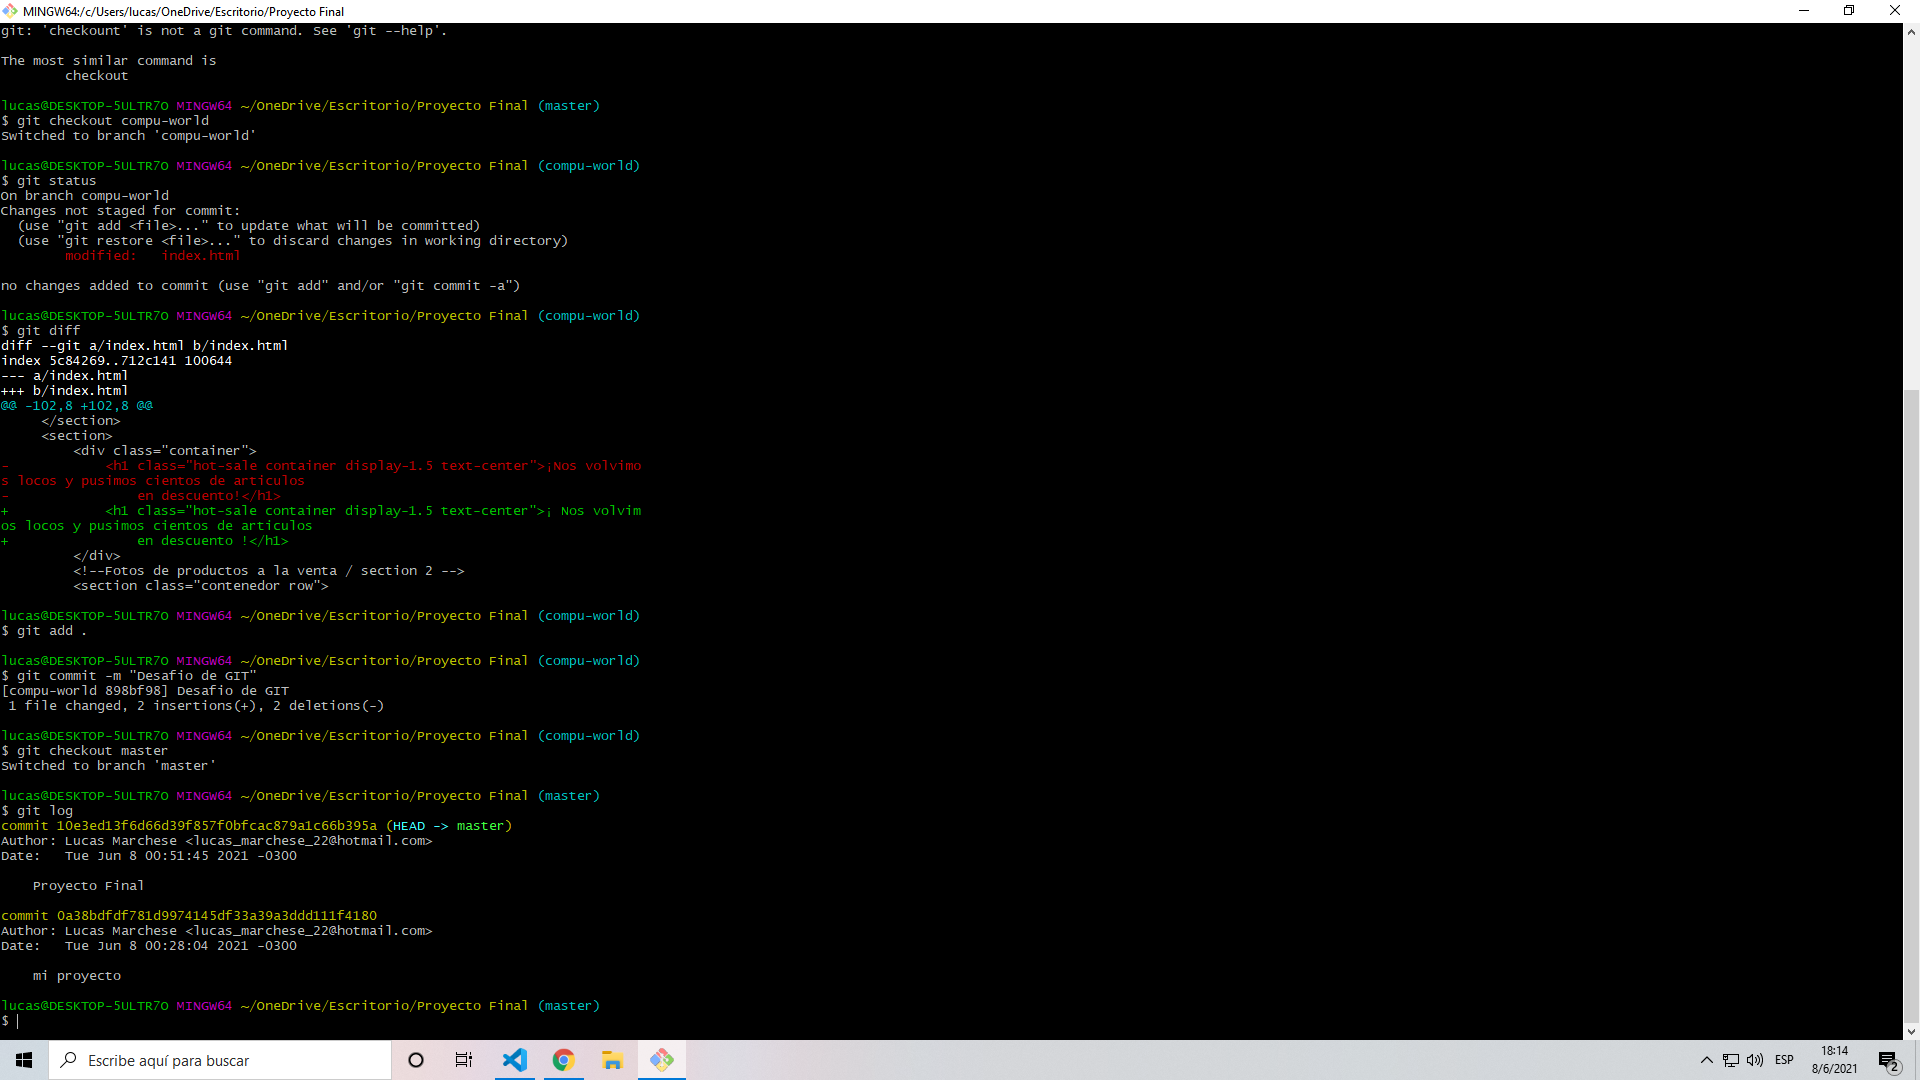 MINGW64:/c/Users/lucas/OneDrive/Escritorio/Proyecto Final
git: 'checkount' is not a git command. See 'git --help'.
The most similar command is
checkout
lucas@DESKTOP-5ULTR7O MINGW64 ~/OneDrive/Escritorio/Proyecto Final (master)
$ git checkout compu-world
Switched to branch 'compu-world'
lucas@DESKTOP-5ULTR7O MINGW64 ~/OneDrive/Escritorio/Proyecto Final (compu-world)
$ git status
On branch compu-world
Changes not staged for commit:
(use "git add <file>..." to update what will be committed)
(use "git restore <file>..." to discard changes in working directory)
modified:   index.html
no changes added to commit (use "git add" and/or "git commit -a")
lucas@DESKTOP-5ULTR7O MINGW64 ~/OneDrive/Escritorio/Proyecto Final (compu-world)
$ git diff
diff --git a/index.html b/index.html
index 5c84269..712c141 100644
--- a/index.html
+++ b/index.html
@@ -102,8 +102,8 @@
</section>
<section>
<div class="container">
-            <h1 class="hot-sale container display-1.5 text-center">¡Nos volvimo
s locos y pusimos cientos de articulos
-                en descuento!</h1>
+            <h1 class="hot-sale container display-1.5 text-center">¡ Nos volvim
os locos y pusimos cientos de articulos
+                en descuento !</h1>
</div>
<!--Fotos de productos a la venta / section 2 -->
<section class="contenedor row">
lucas@DESKTOP-5ULTR7O MINGW64 ~/OneDrive/Escritorio/Proyecto Final (compu-world)
$ git add .
lucas@DESKTOP-5ULTR7O MINGW64 ~/OneDrive/Escritorio/Proyecto Final (compu-world)
$ git commit -m "Desafio de GIT"
[compu-world 898bf98] Desafio de GIT
1 file changed, 2 insertions(+), 2 deletions(-)
lucas@DESKTOP-5ULTR7O MINGW64 ~/OneDrive/Escritorio/Proyecto Final (compu-world)
$ git checkout master
Switched to branch 'master'
lucas@DESKTOP-5ULTR7O MINGW64 ~/OneDrive/Escritorio/Proyecto Final (master)
$ git log
commit 10e3ed13f6d66d39f857f0bfcac879a1c66b395a (HEAD -> master)
Author: Lucas Marchese <lucas_marchese_22@hotmail.com>
Date:   Tue Jun 8 00:51:45 2021 -0300
Proyecto Final
commit 0a38bdfdf781d9974145df33a39a3ddd111f4180
Author: Lucas Marchese <lucas_marchese_22@hotmail.com>
Date:   Tue Jun 8 00:28:04 2021 -0300
mi proyecto
lucas@DESKTOP-5ULTR7O MINGW64 ~/OneDrive/Escritorio/Proyecto Final (master)
$
Escribe aquí para buscar
ESP
18:14
8/6/2021
2